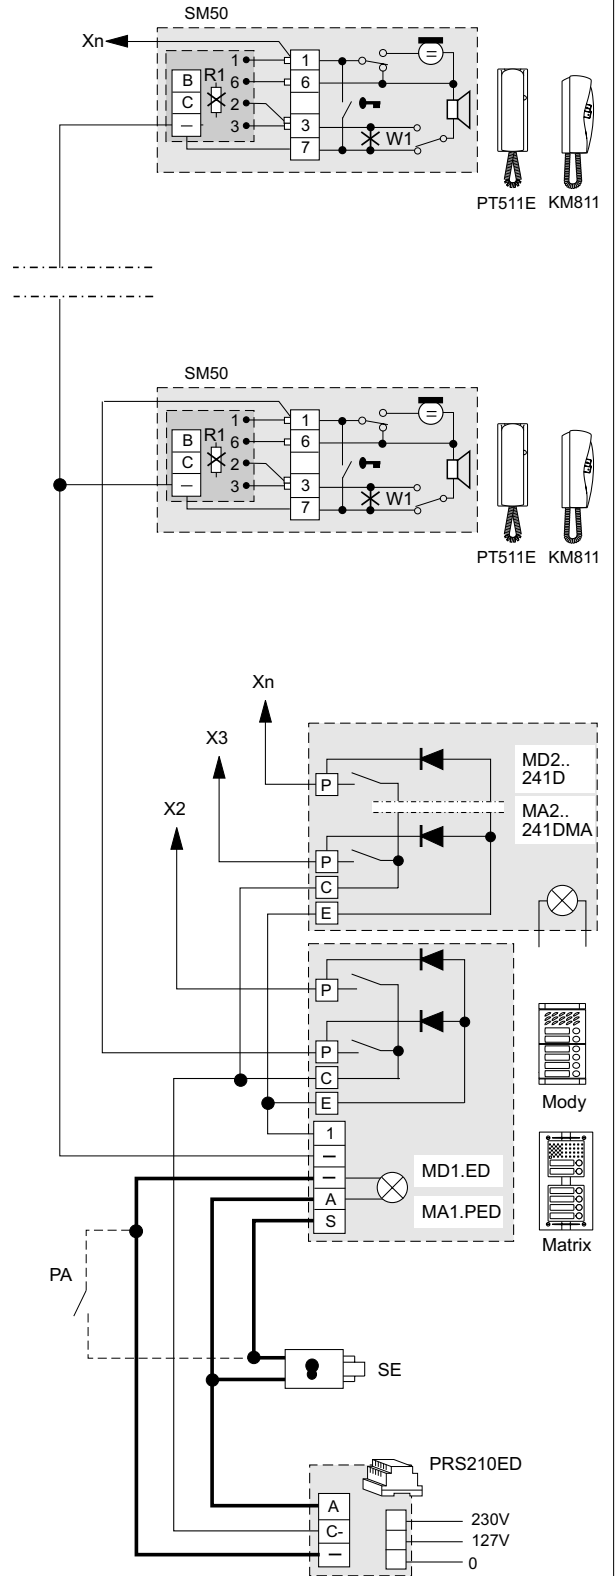 SM50
Xn
1
6
2
3
B
C
—
R1
1
6
3
7
W1
PT511E KM811
SM50
1
6
2
3
B
C
—
R1
1
6
3
7
W1
PT511E KM811
Xn
X3
X2
P
P
C
E
MD2..
241D
MA2..
241DMA
P
P
C
E
1
—
—
A
S
MD1.ED
MA1.PED
Mody
Matrix
PA
SE
PRS210ED
A
C-
—
230V
127V
0